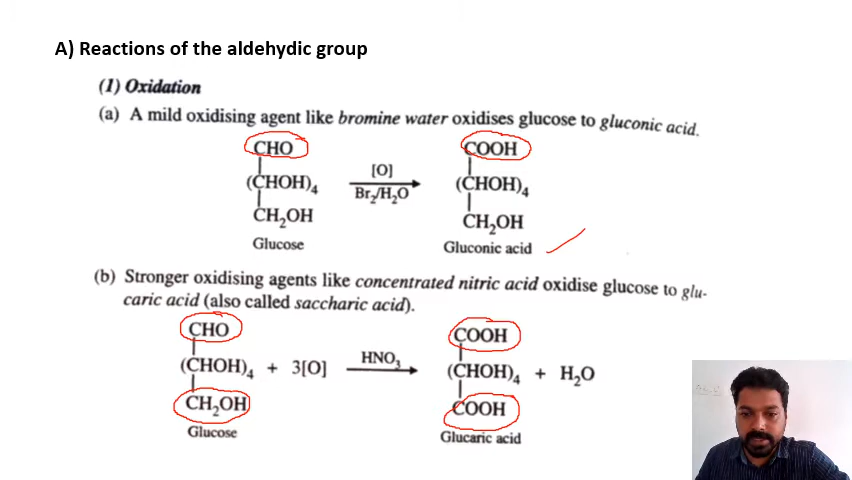 A) Reactions of the aldehydic group
(1) Oxidation
(a) A mild oxidising agent like bromine water oxidises glucose to gluconic acid.
CHO
(CHOH)₄
CH₂OH
Glucose
[O]
Br₂/H₂O
COOH
(CHOH)₄
CH₂OH
Gluconic acid
(b) Stronger oxidising agents like concentrated nitric acid oxidise glucose to glu-
caric acid (also called saccharic acid).
CHO
(CHOH)₄ + 3[O]
CH₂OH
Glucose
HNO₃
COOH
(CHOH)₄ + H₂O
COOH
Glucaric acid